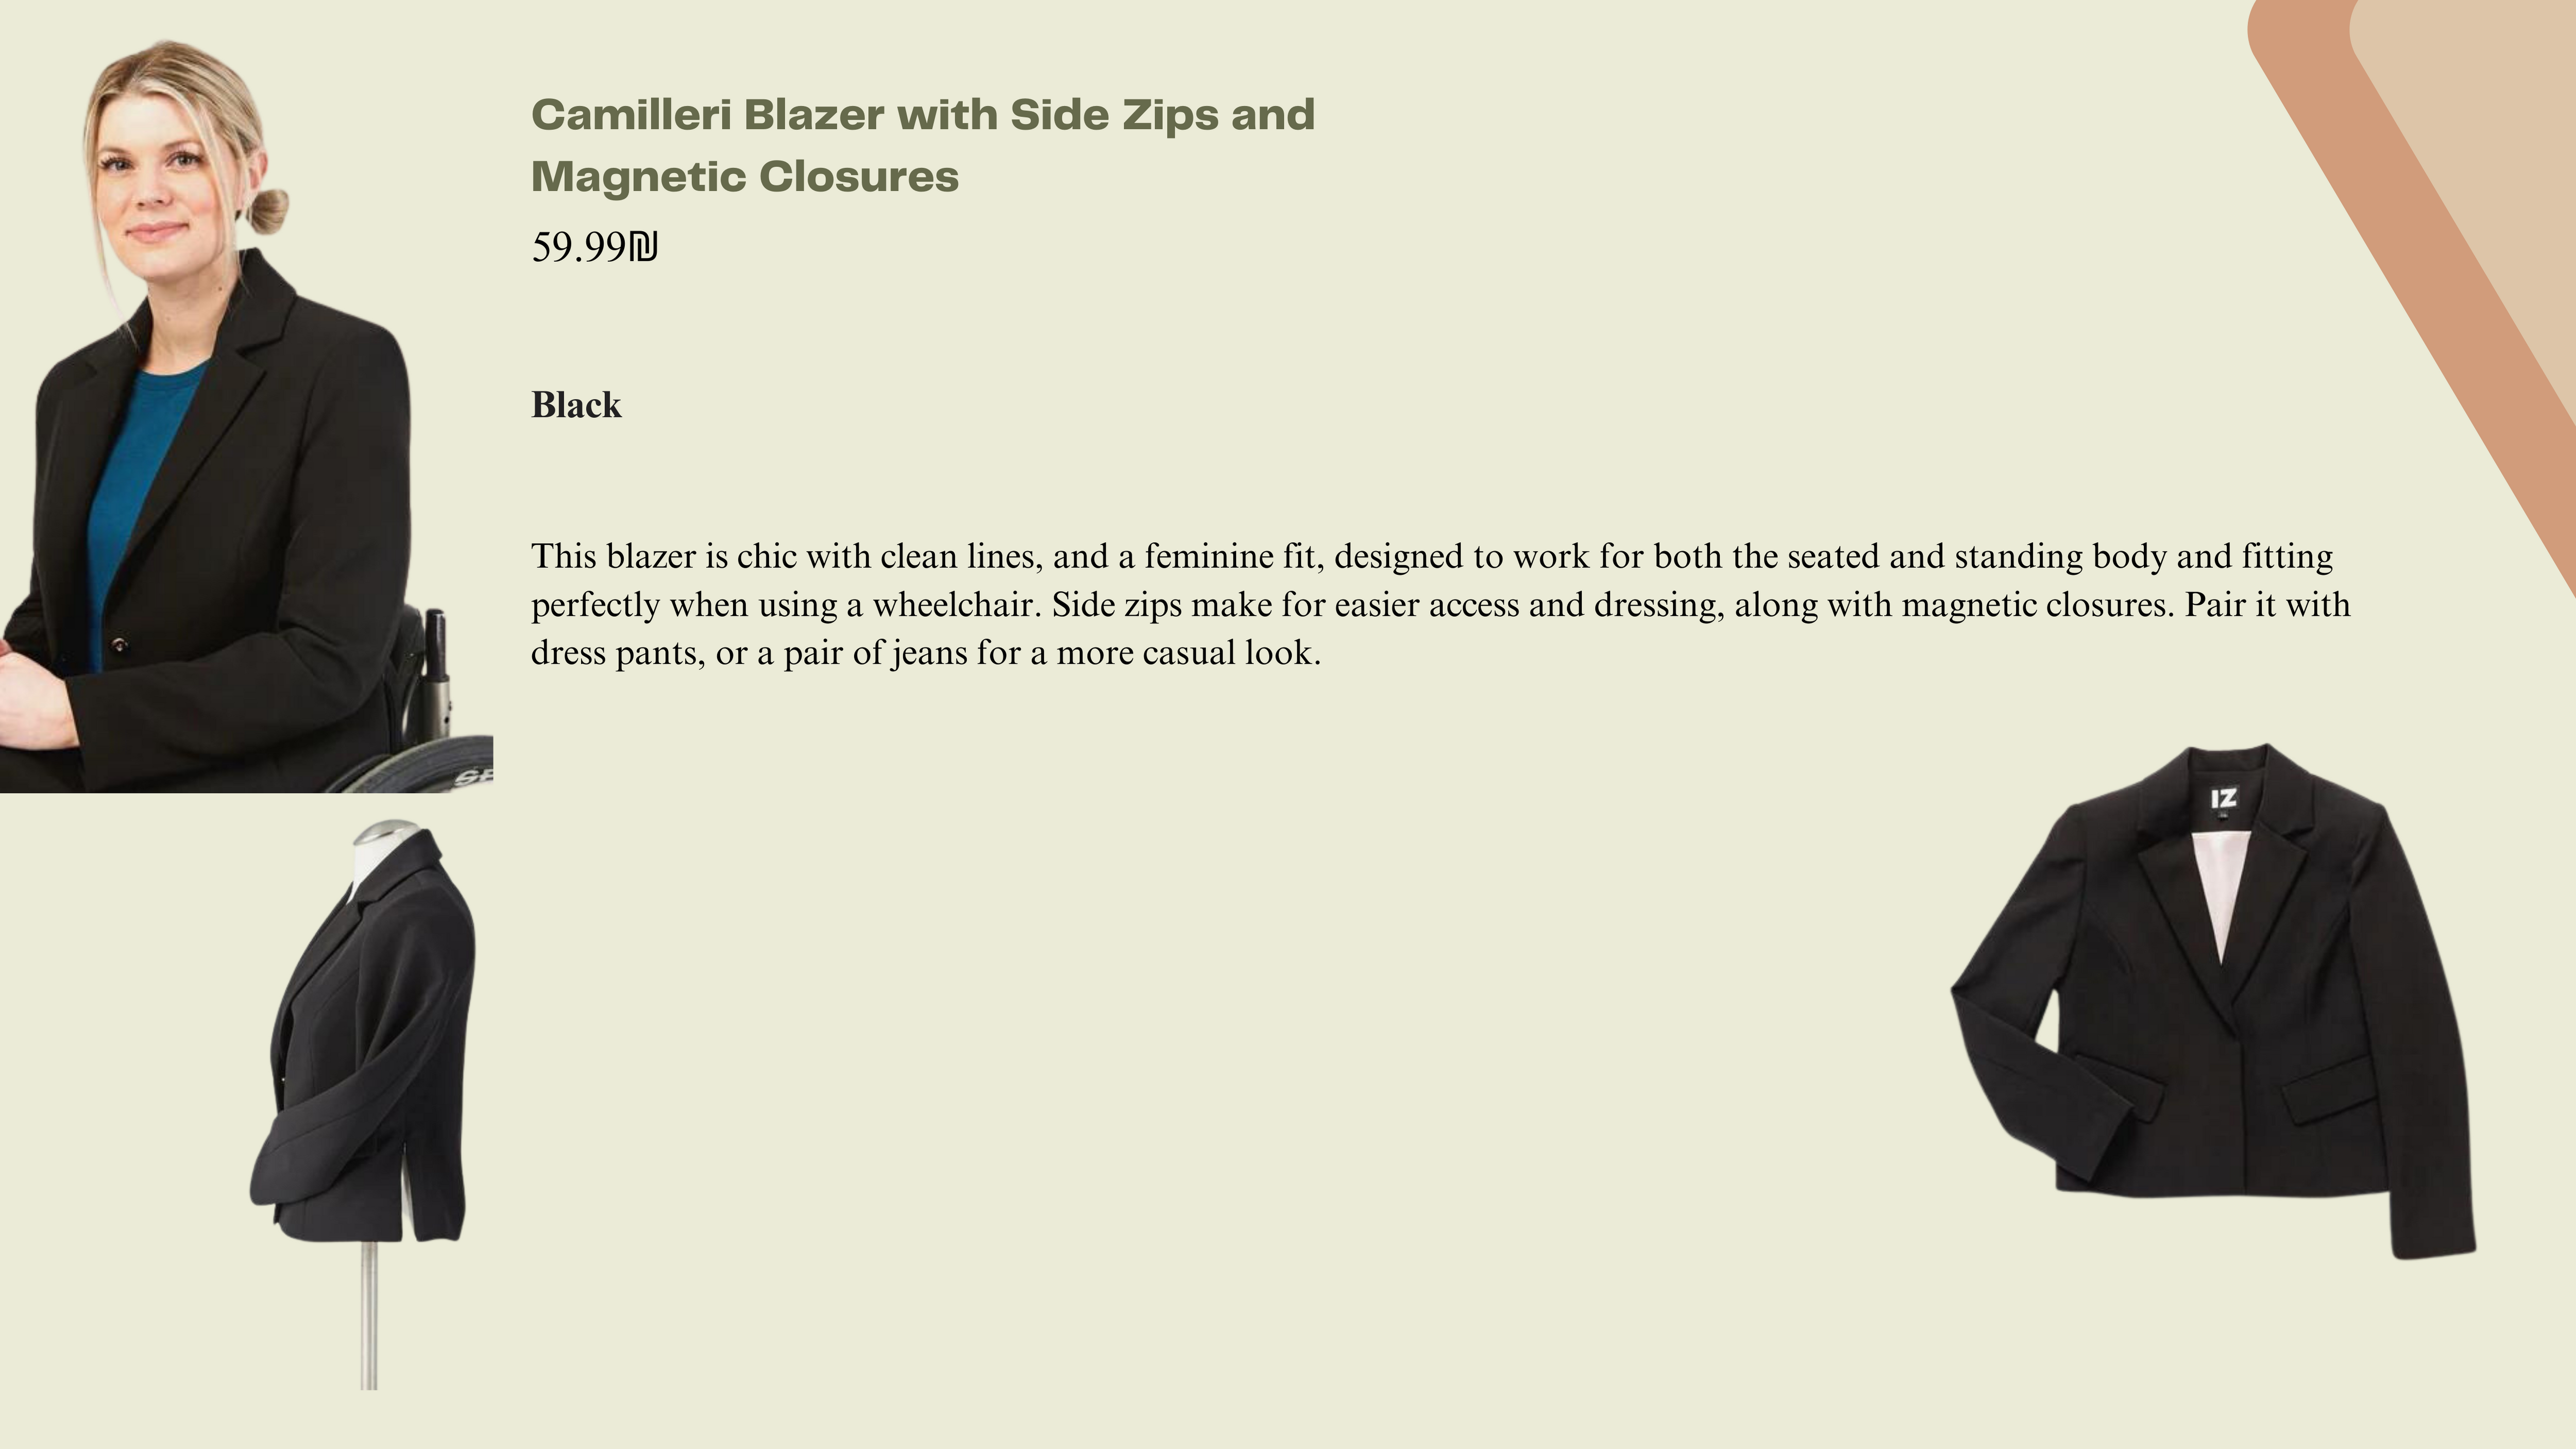 Camilleri Blazer with Side Zips and
Magnetic Closures
59.99₪
Black
This blazer is chic with clean lines, and a feminine fit, designed to work for both the seated and standing body and fitting
perfectly when using a wheelchair. Side zips make for easier access and dressing, along with magnetic closures. Pair it with
dress pants, or a pair of jeans for a more casual look.
IZ